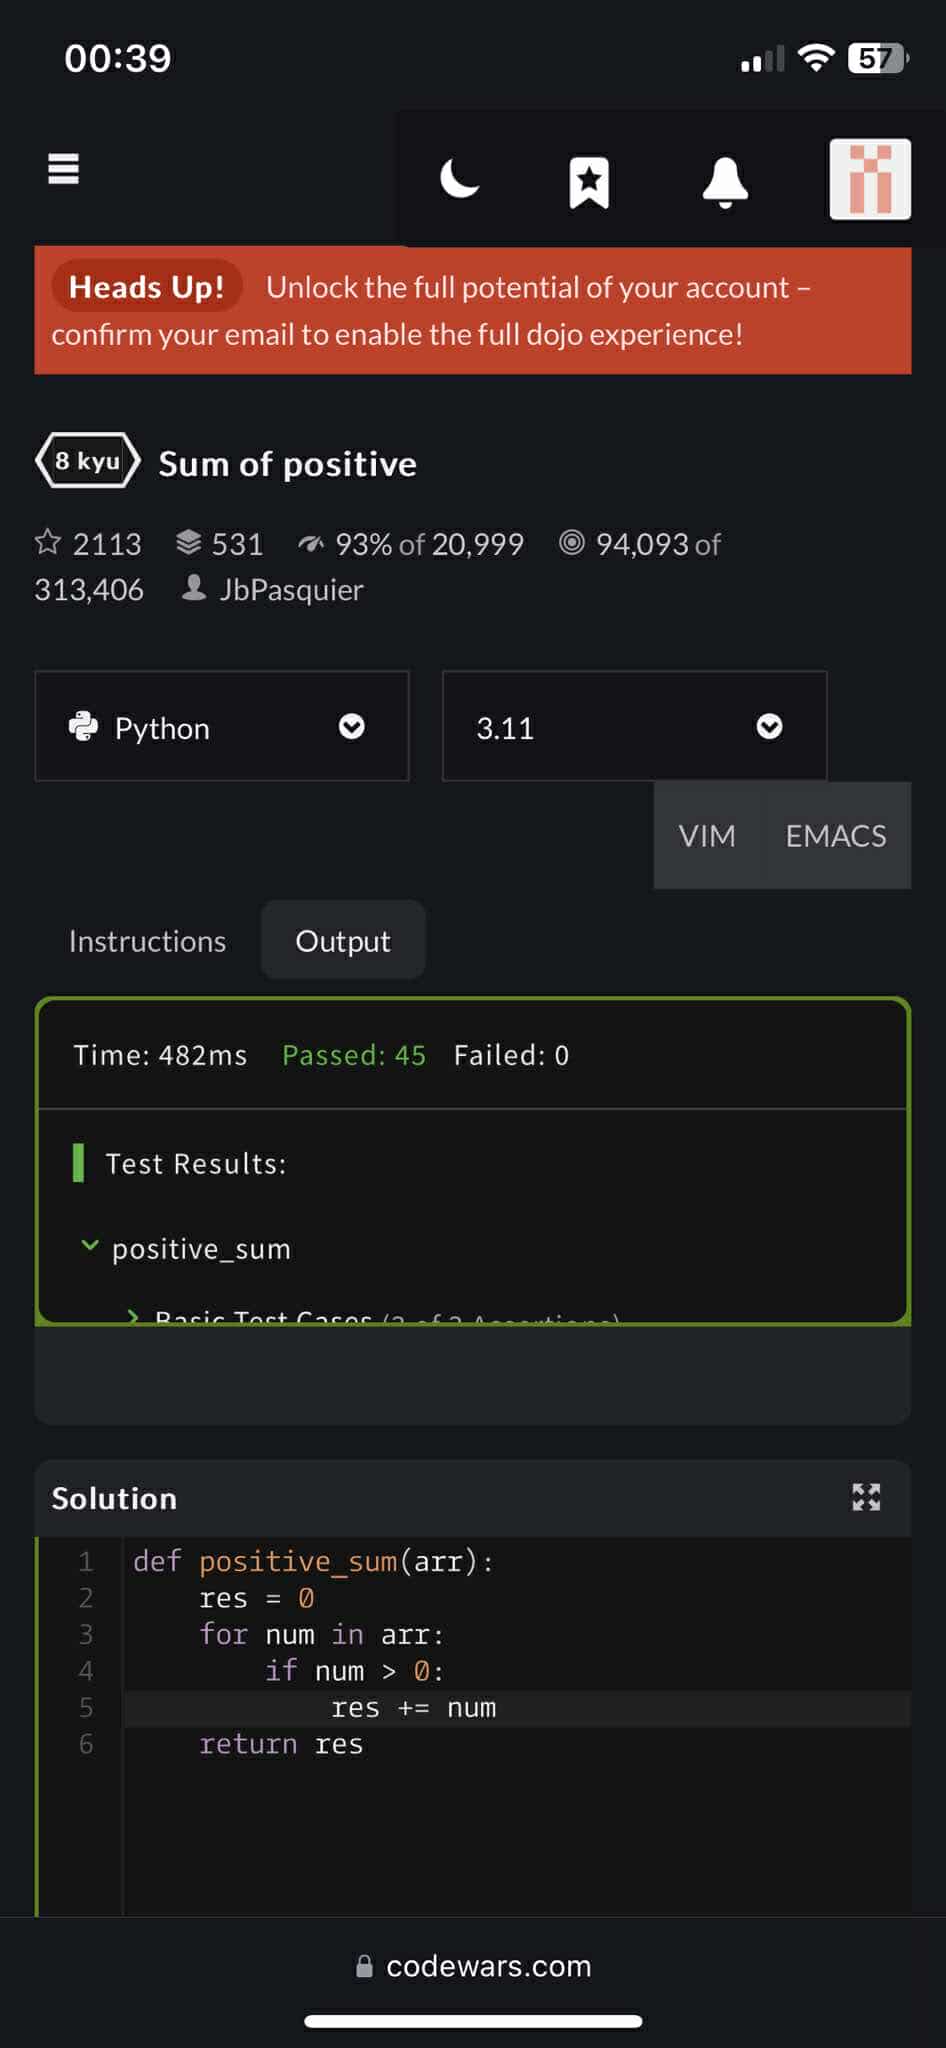 00:39
57
Heads Up! Unlock the full potential of your account –
confirm your email to enable the full dojo experience!
8 kyu Sum of positive
2113 531 93% of 20,999 94,093 of
313,406 JbPasquier
Python 3.11
VIM EMACS
Instructions Output
Time: 482ms Passed: 45 Failed: 0
Test Results:
positive_sum
Basic Test Cases
Solution
1 def positive_sum(arr):
2     res = 0
3     for num in arr:
4         if num > 0:
5             res += num
6     return res
codewars.com